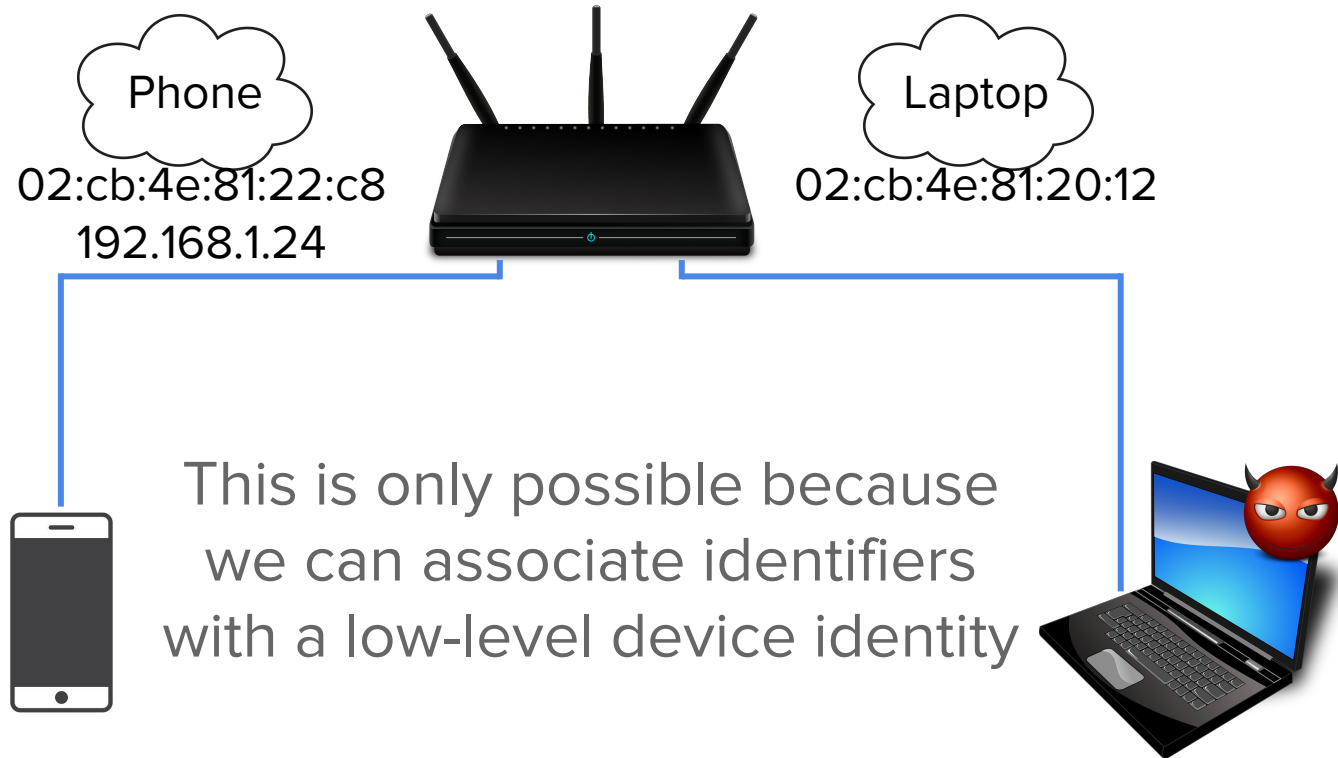 Phone
02:cb:4e:81:22:c8
192.168.1.24
Laptop
02:cb:4e:81:20:12
This is only possible because
we can associate identifiers
with a low-level device identity